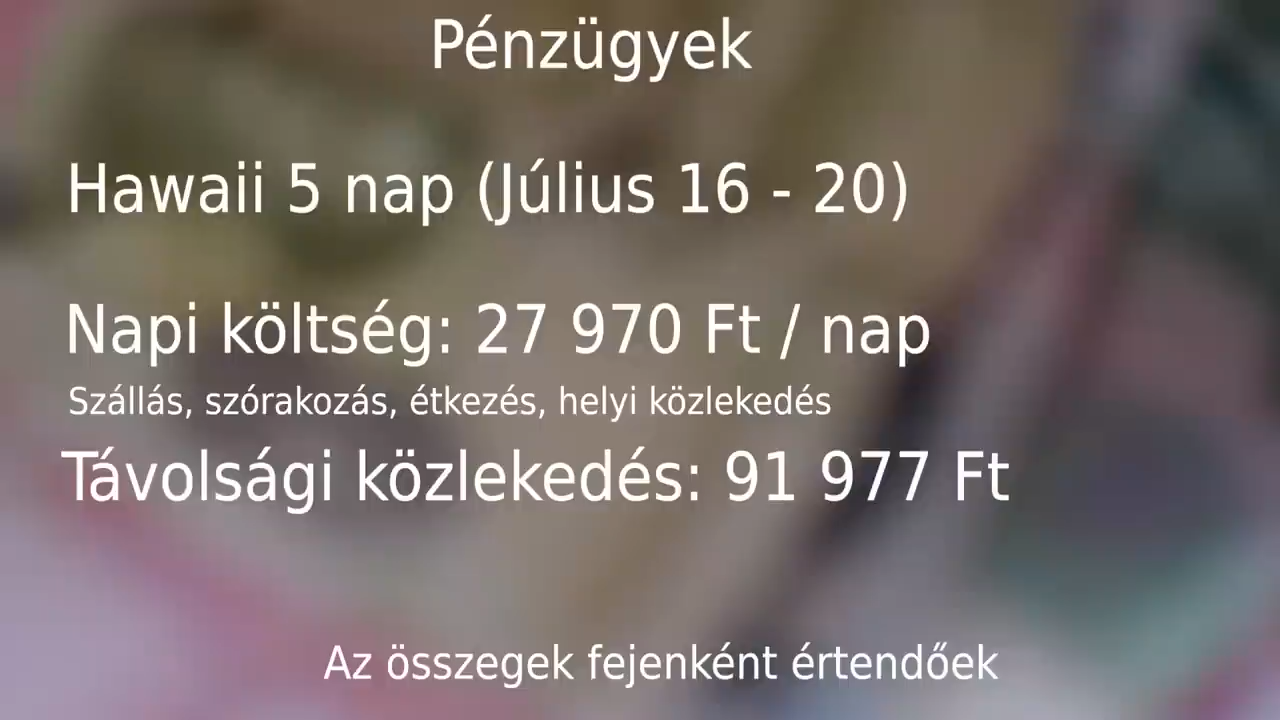 Pénzügyek
Hawaii 5 nap (Július 16 - 20)
Napi költség: 27 970 Ft / nap
Szállás, szórakozás, étkezés, helyi közlekedés
Távolsági közlekedés: 91 977 Ft
Az összegek fejenként értendőek